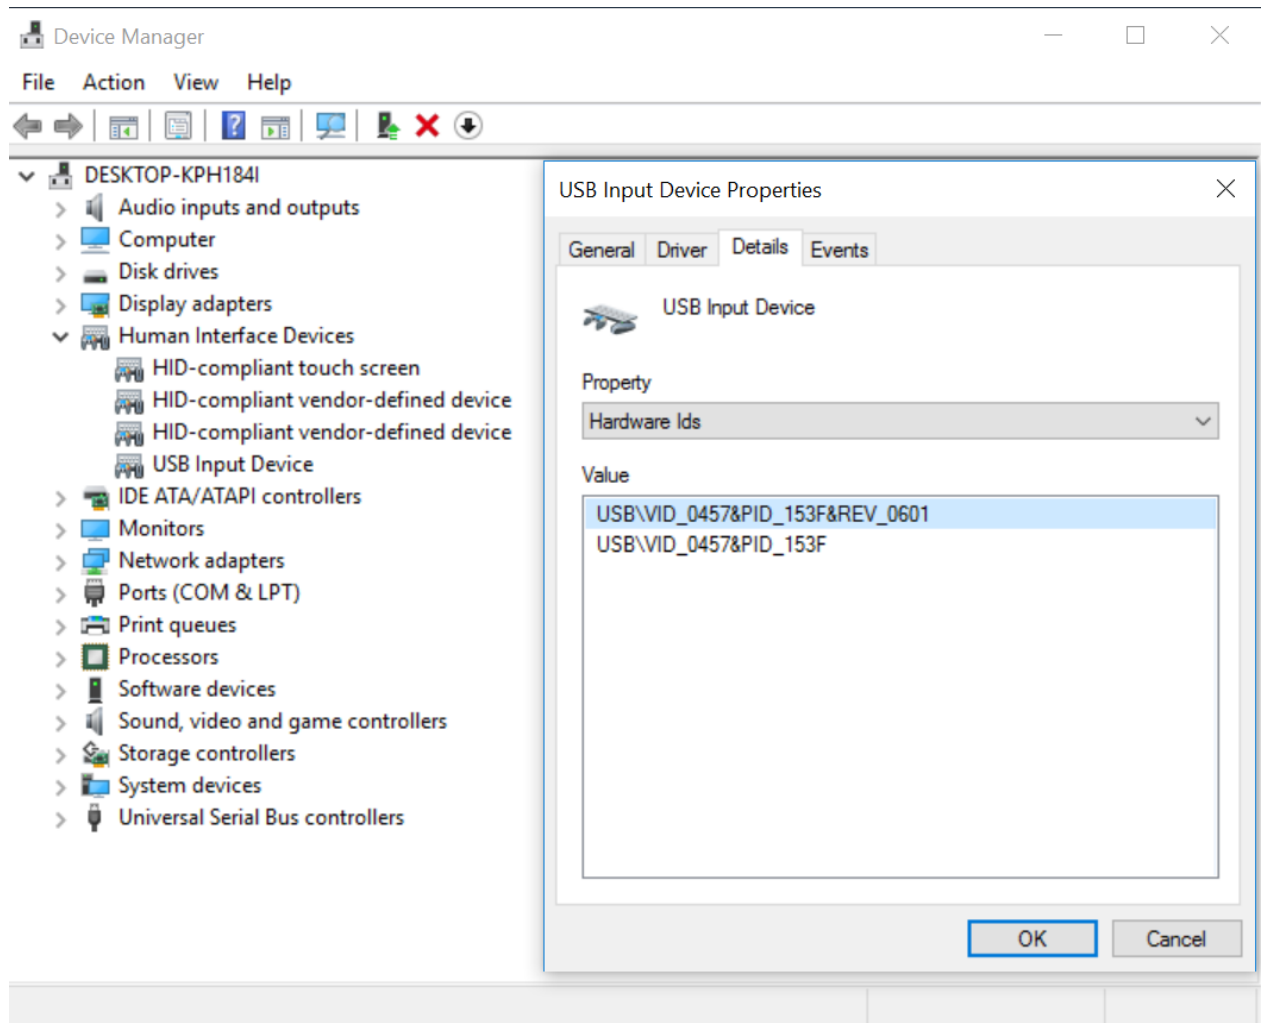 Device Manager
File Action View Help
DESKTOP-KPH184I
Audio inputs and outputs
Computer
Disk drives
Display adapters
Human Interface Devices
HID-compliant touch screen
HID-compliant vendor-defined device
HID-compliant vendor-defined device
USB Input Device
IDE ATA/ATAPI controllers
Monitors
Network adapters
Ports (COM & LPT)
Print queues
Processors
Software devices
Sound, video and game controllers
Storage controllers
System devices
Universal Serial Bus controllers
USB Input Device Properties
General Driver Details Events
USB Input Device
Property
Hardware Ids
Value
USB\VID_0457&PID_153F&REV_0601
USB\VID_0457&PID_153F
OK Cancel